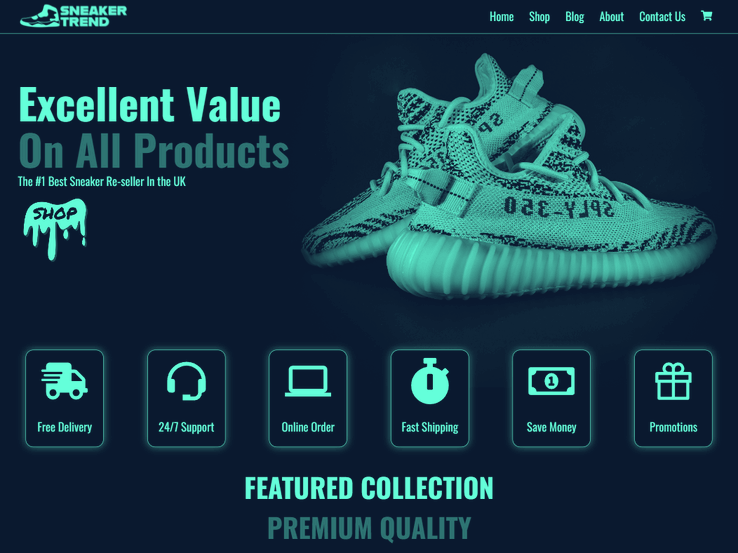 SNEAKER
TREND
Home Shop Blog About Contact Us
Excellent Value
On All Products
The #1 Best Sneaker Re-seller In the UK
SHOP
SPLY-350
Free Delivery
24/7 Support
Online Order
Fast Shipping
1
Save Money
Promotions
FEATURED COLLECTION
PREMIUM QUALITY